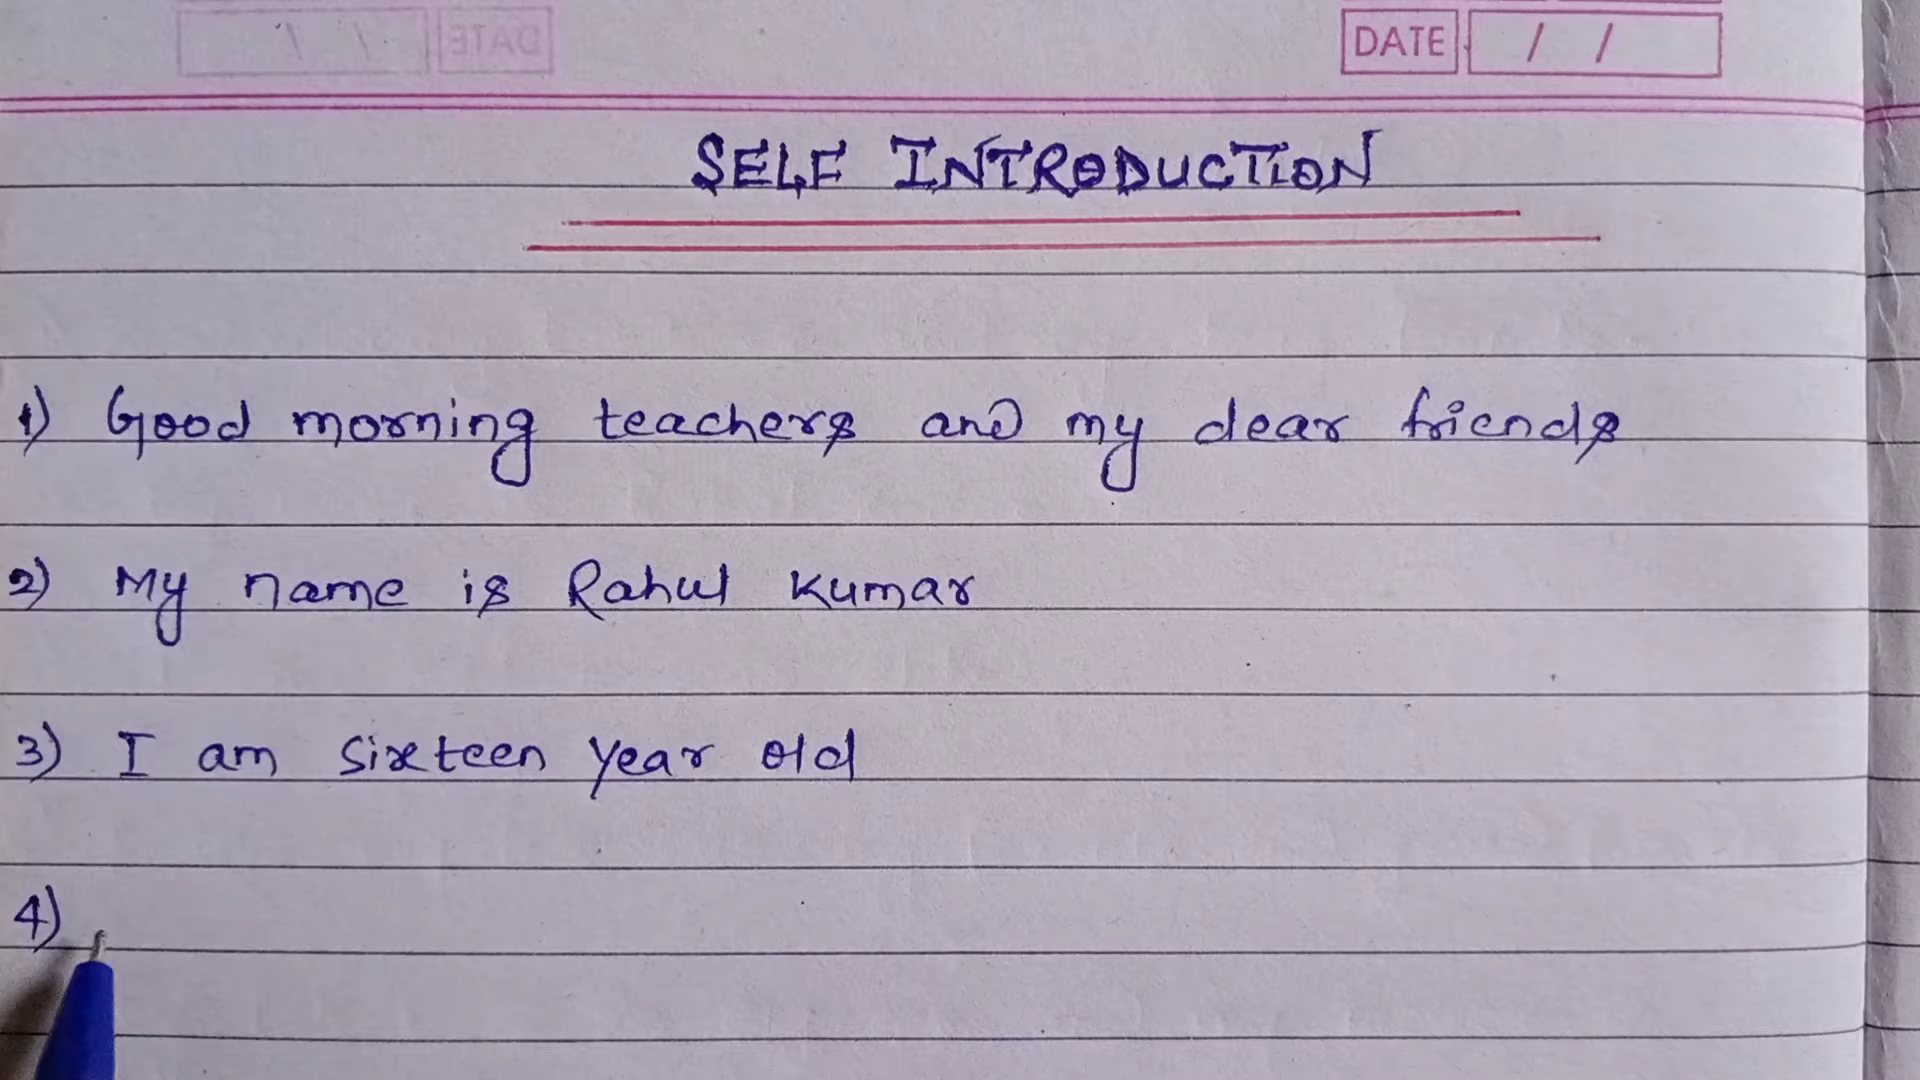 DATE / /
SELF INTRODUCTION
1) Good morning teachers and my dear friends
2) My name is Rahul Kumar
3) I am Sixteen year old
4)